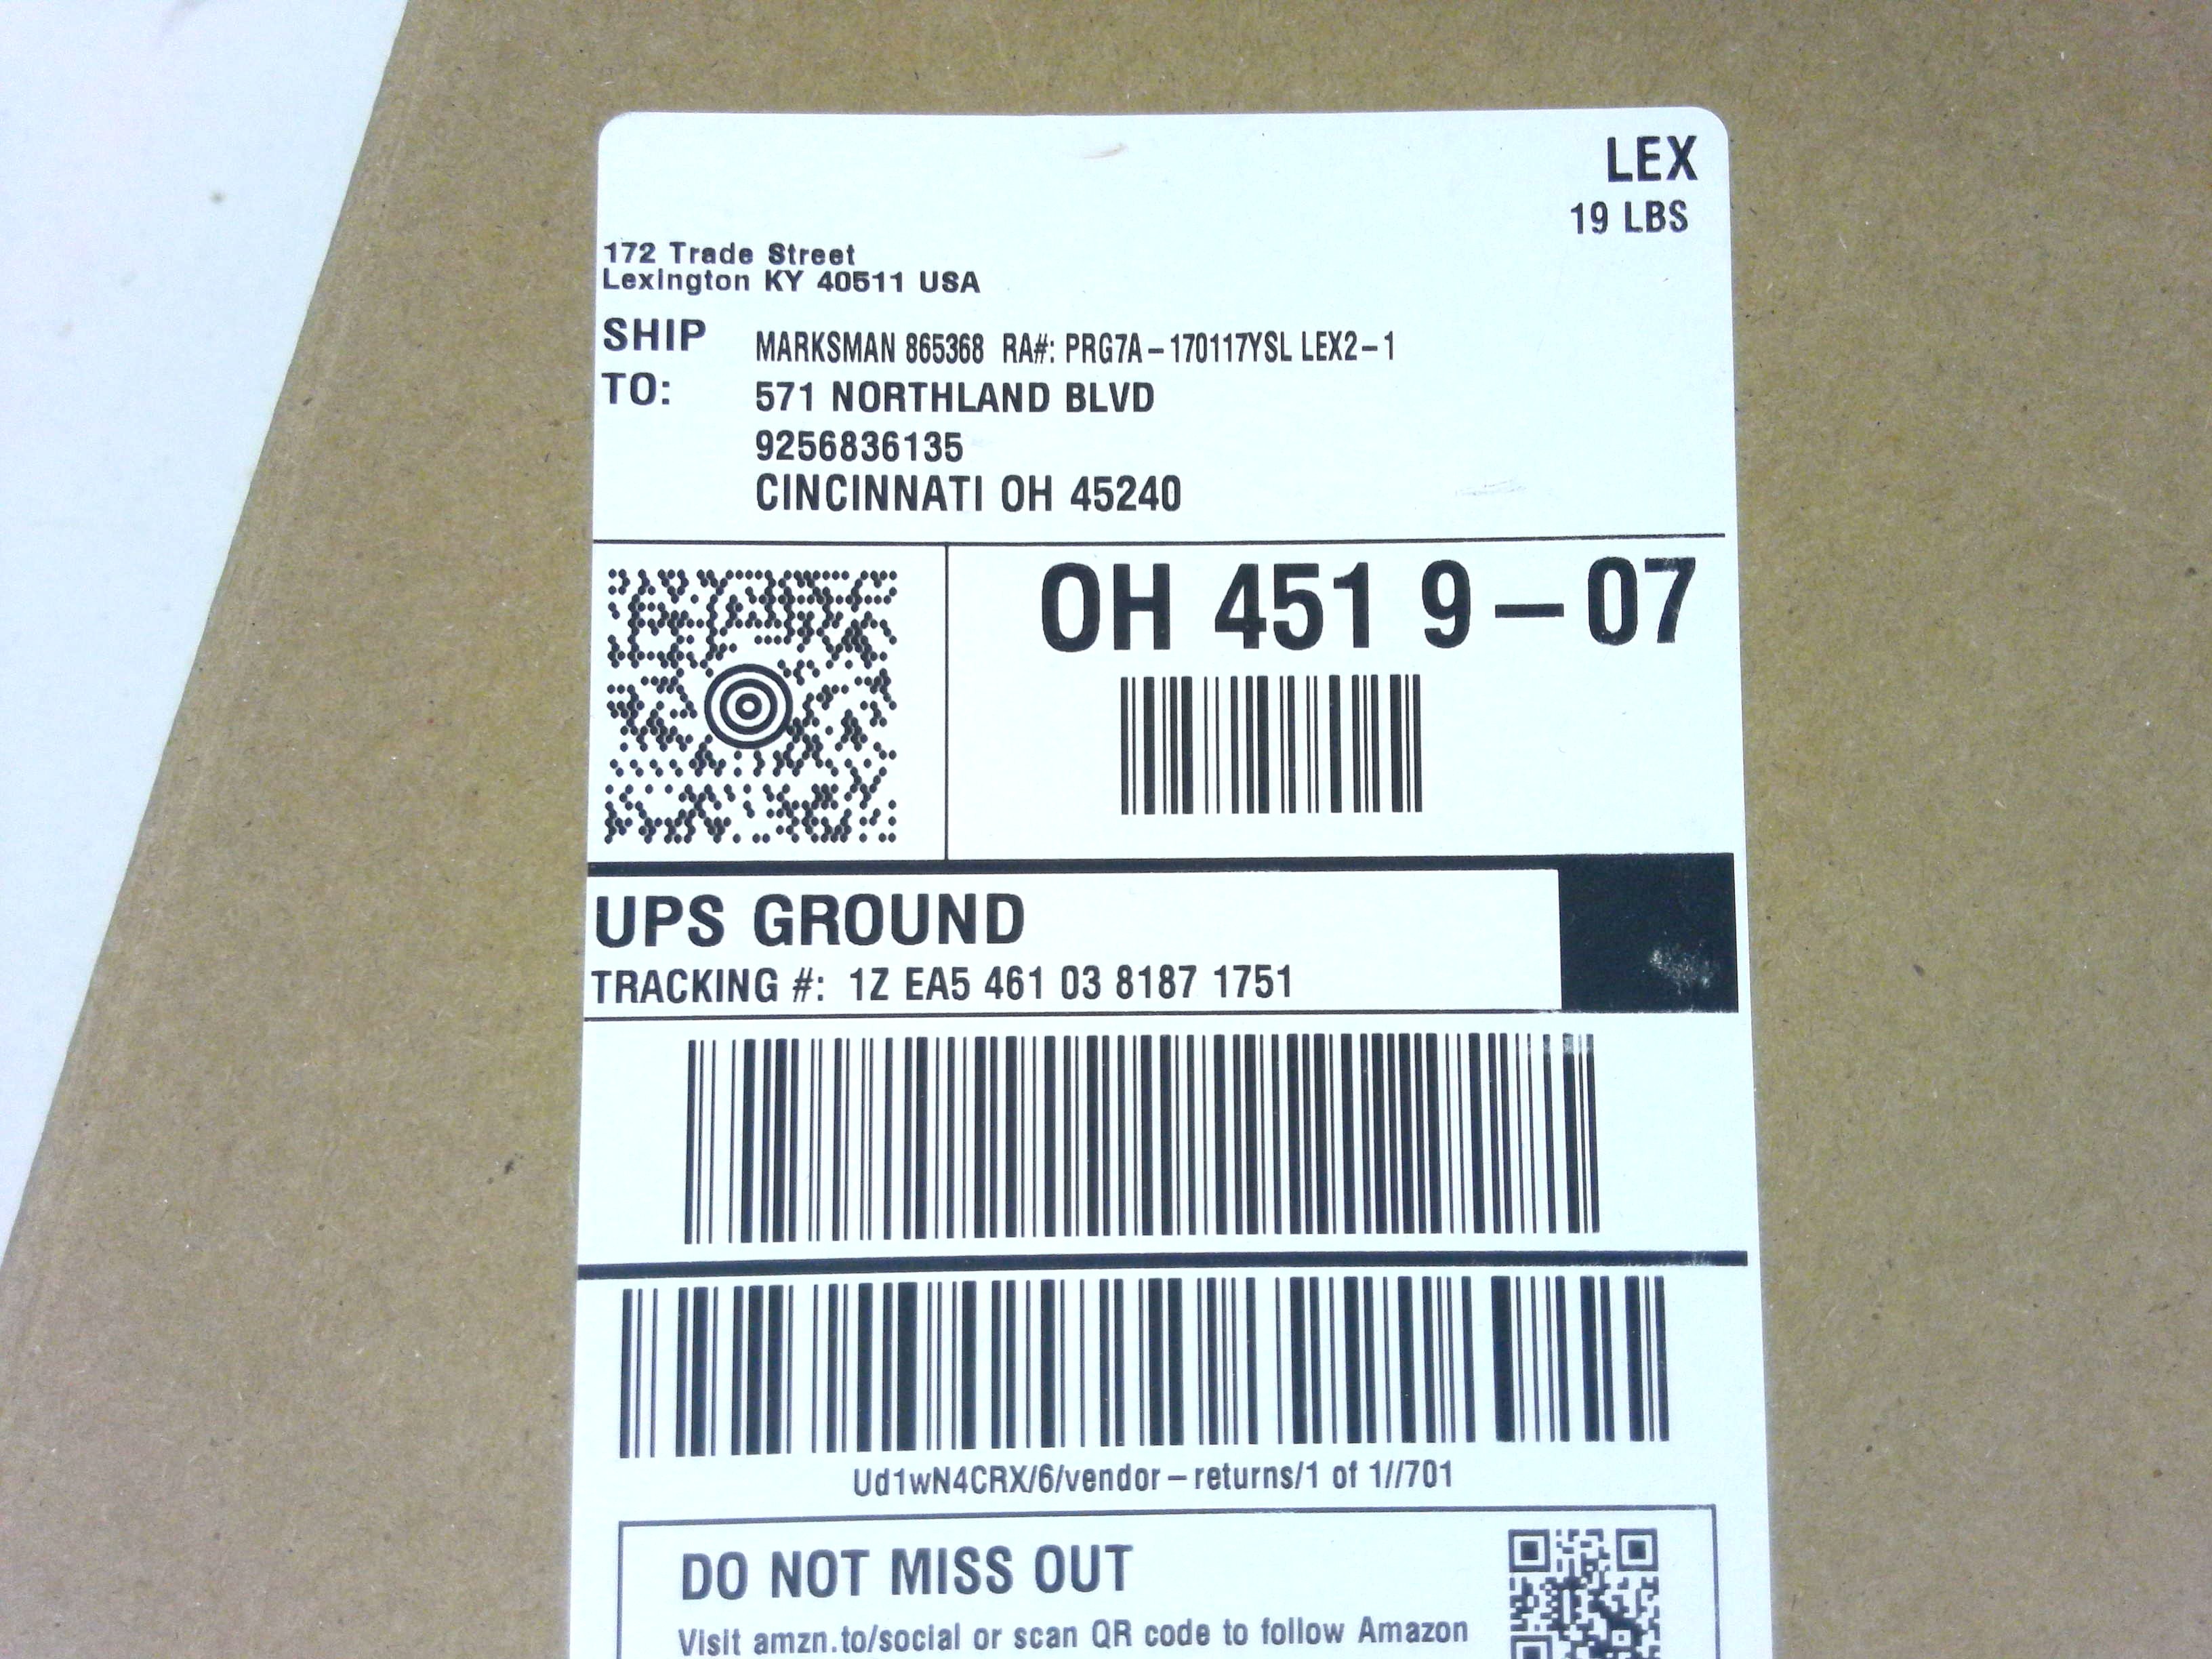 LEX
19 LBS
172 Trade Street
Lexington KY 40511 USA
SHIP TO:
MARKSMAN 865368 RA#: PRG7A-170117YSL LEX2-1
571 NORTHLAND BLVD
9256836135
CINCINNATI OH 45240
OH 451 9-07
UPS GROUND
TRACKING #: 1Z EA5 461 03 8187 1751
Ud1wN4CRX/6/vendor-returns/1 of 1//701
DO NOT MISS OUT
Visit amzn.to/social or scan QR code to follow Amazon